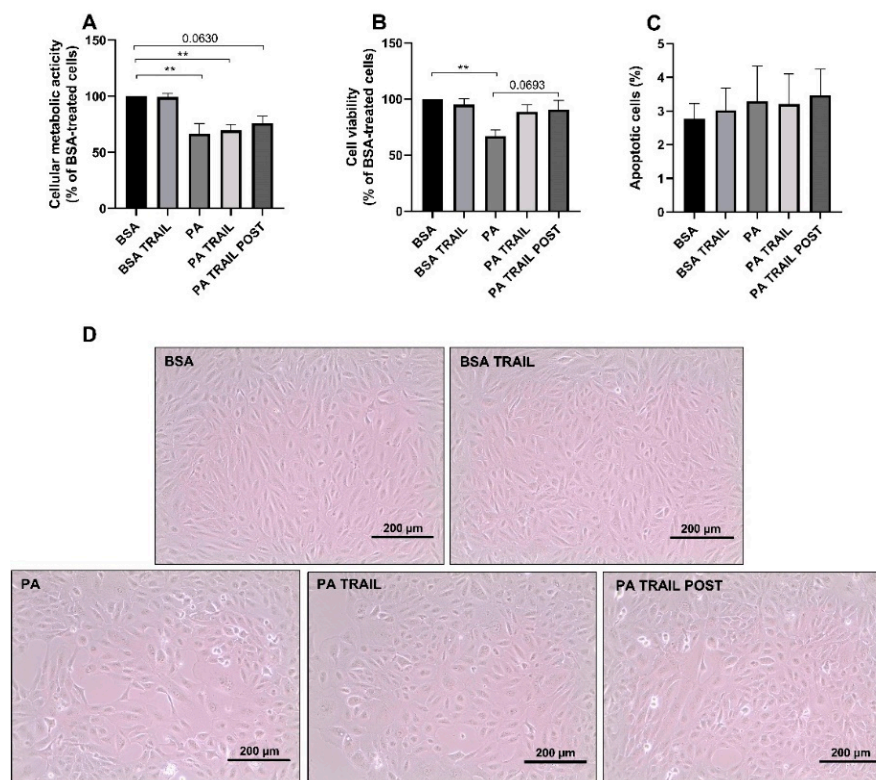 A
Cellular metabolic acticity
(% of BSA-treated cells)
150
100
50
0
0.0630
**
**
BSA
BSA TRAIL
PA
PA TRAIL
PA TRAIL POST
B
Cell viability
(% of BSA-treated cells)
150
100
50
0
**
0.0693
BSA
BSA TRAIL
PA
PA TRAIL
PA TRAIL POST
C
Apoptotic cells (%)
5
4
3
2
1
0
BSA
BSA TRAIL
PA
PA TRAIL
PA TRAIL POST
D
BSA
200 µm
BSA TRAIL
200 µm
PA
200 µm
PA TRAIL
200 µm
PA TRAIL POST
200 µm